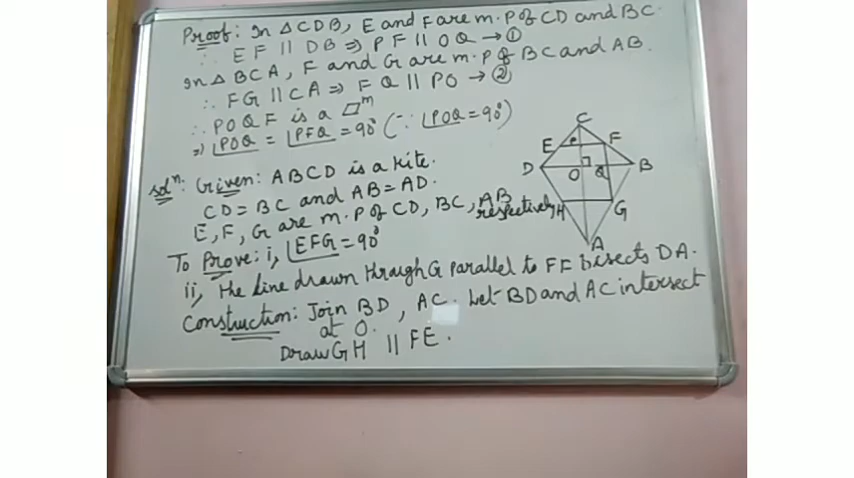 Proof: In △CDB, E and F are m.P of CD and BC.
∴ EF || DB ⇒ PF || OQ → ①
In △BCA, F and G are m.P of BC and AB.
∴ FG || CA ⇒ FQ || PO → ②
∴ POQF is a ▱m
⇒ ∠POQ = ∠PFQ = 90° (∵ ∠POQ = 90°)
Soln: Given: ABCD is a kite.
CD = BC and AB = AD.
E, F, G are m.P of CD, BC, AB
respectively
To Prove: i, ∠EFG = 90°
ii, The line drawn through G parallel to FE bisects DA.
Construction: Join BD, AC. Let BD and AC intersect
at O.
Draw GH || FE.
C
E
P
F
D
O
Q
B
H
G
A